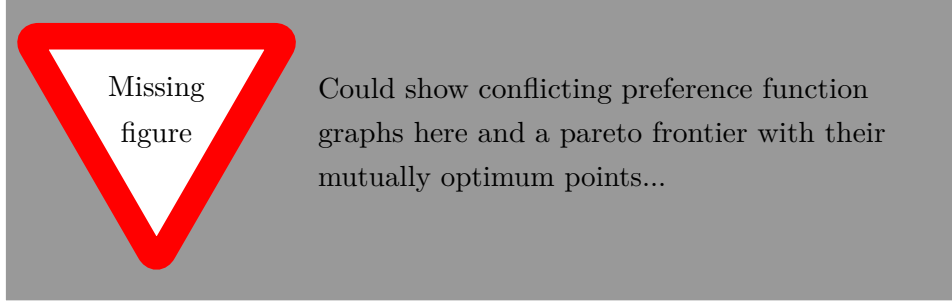 Missing
figure
Could show conflicting preference function
graphs here and a pareto frontier with their
mutually optimum points...